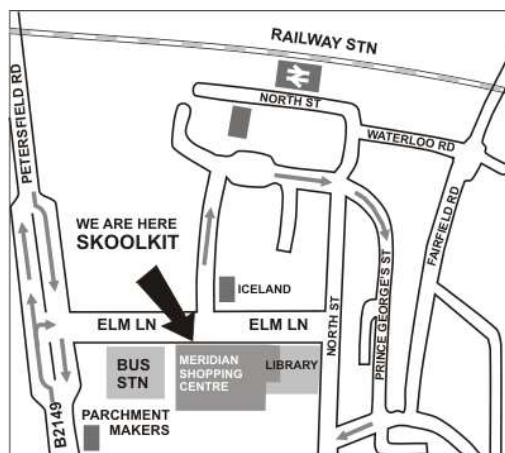 RAILWAY STN
PETERSFIELD RD
NORTH ST
WATERLOO RD
FAIRFIELD RD
WE ARE HERE
SKOOLKIT
ICELAND
ELM LN
ELM LN
NORTH ST
PRINCE GEORGE'S ST
BUS
STN
MERIDIAN
SHOPPING
CENTRE
LIBRARY
B2149
PARCHMENT
MAKERS